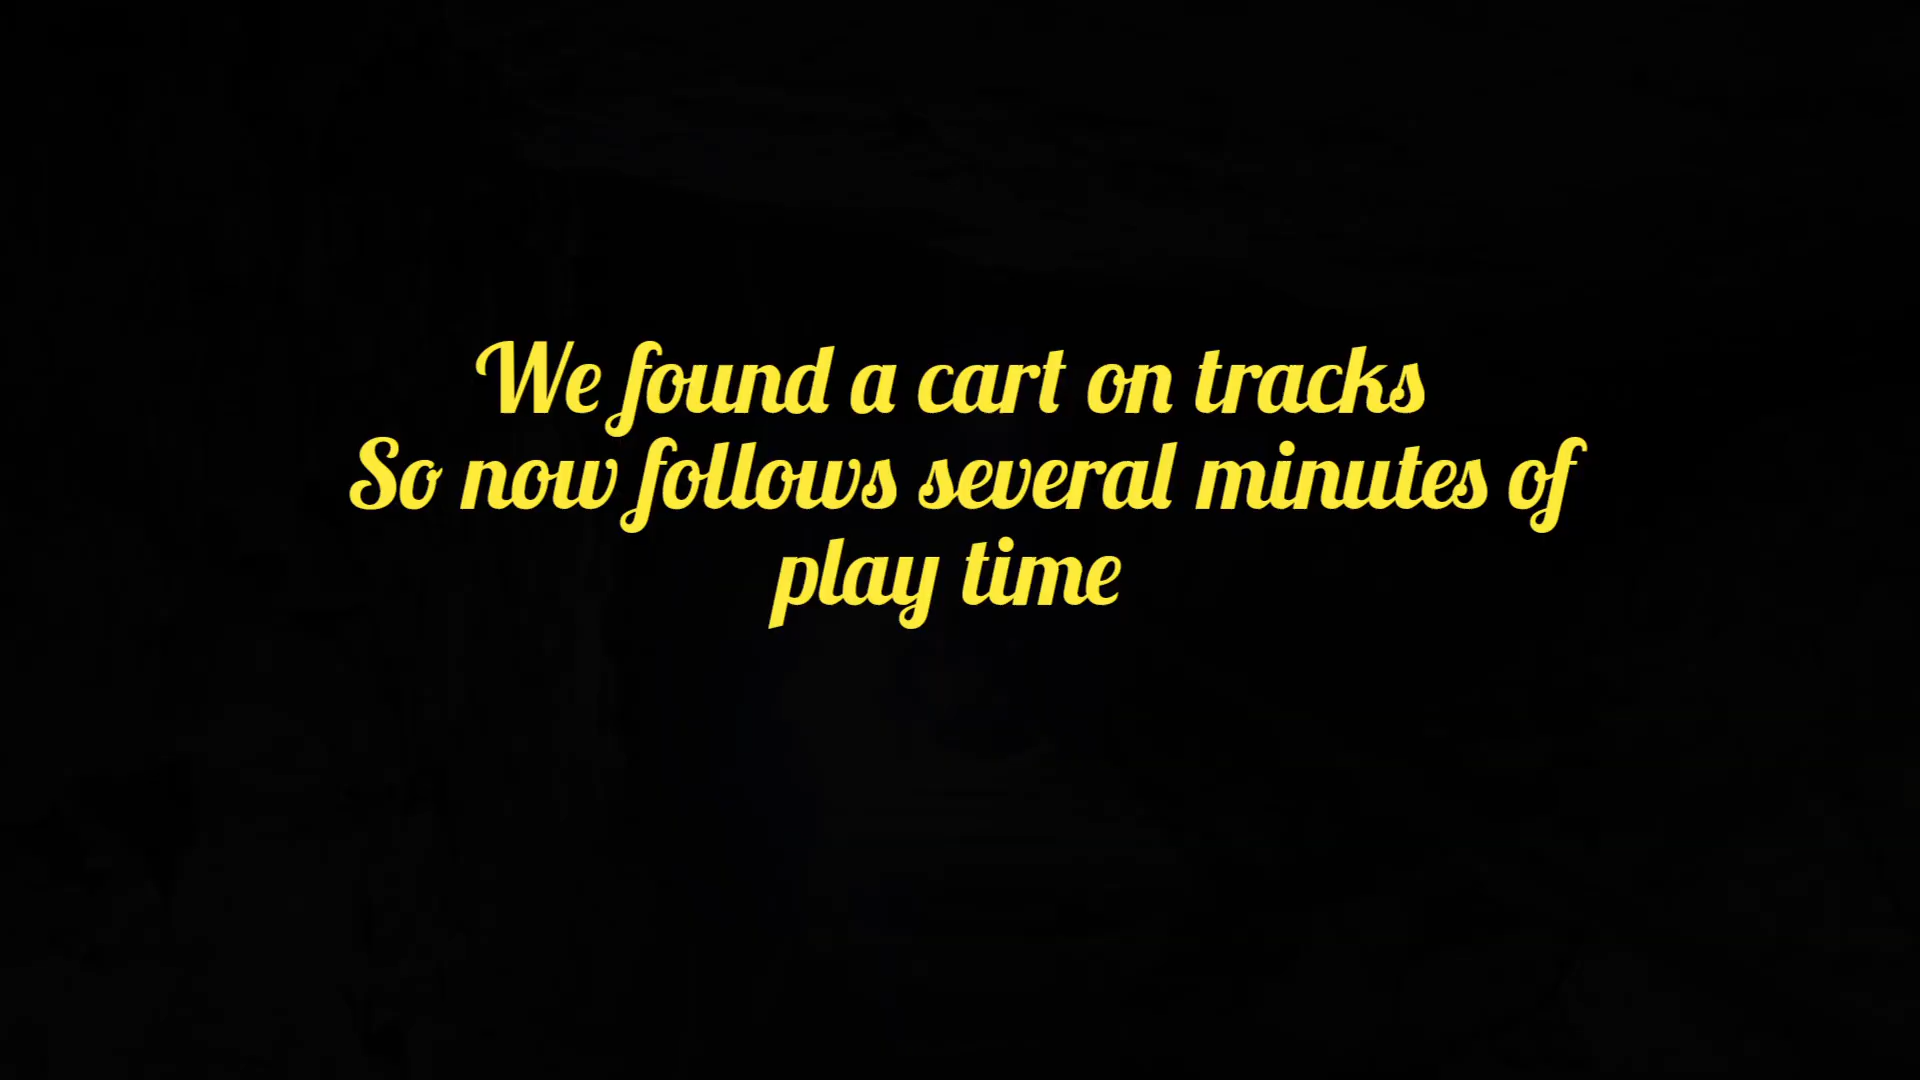 We found a cart on tracks
So now follows several minutes of
play time